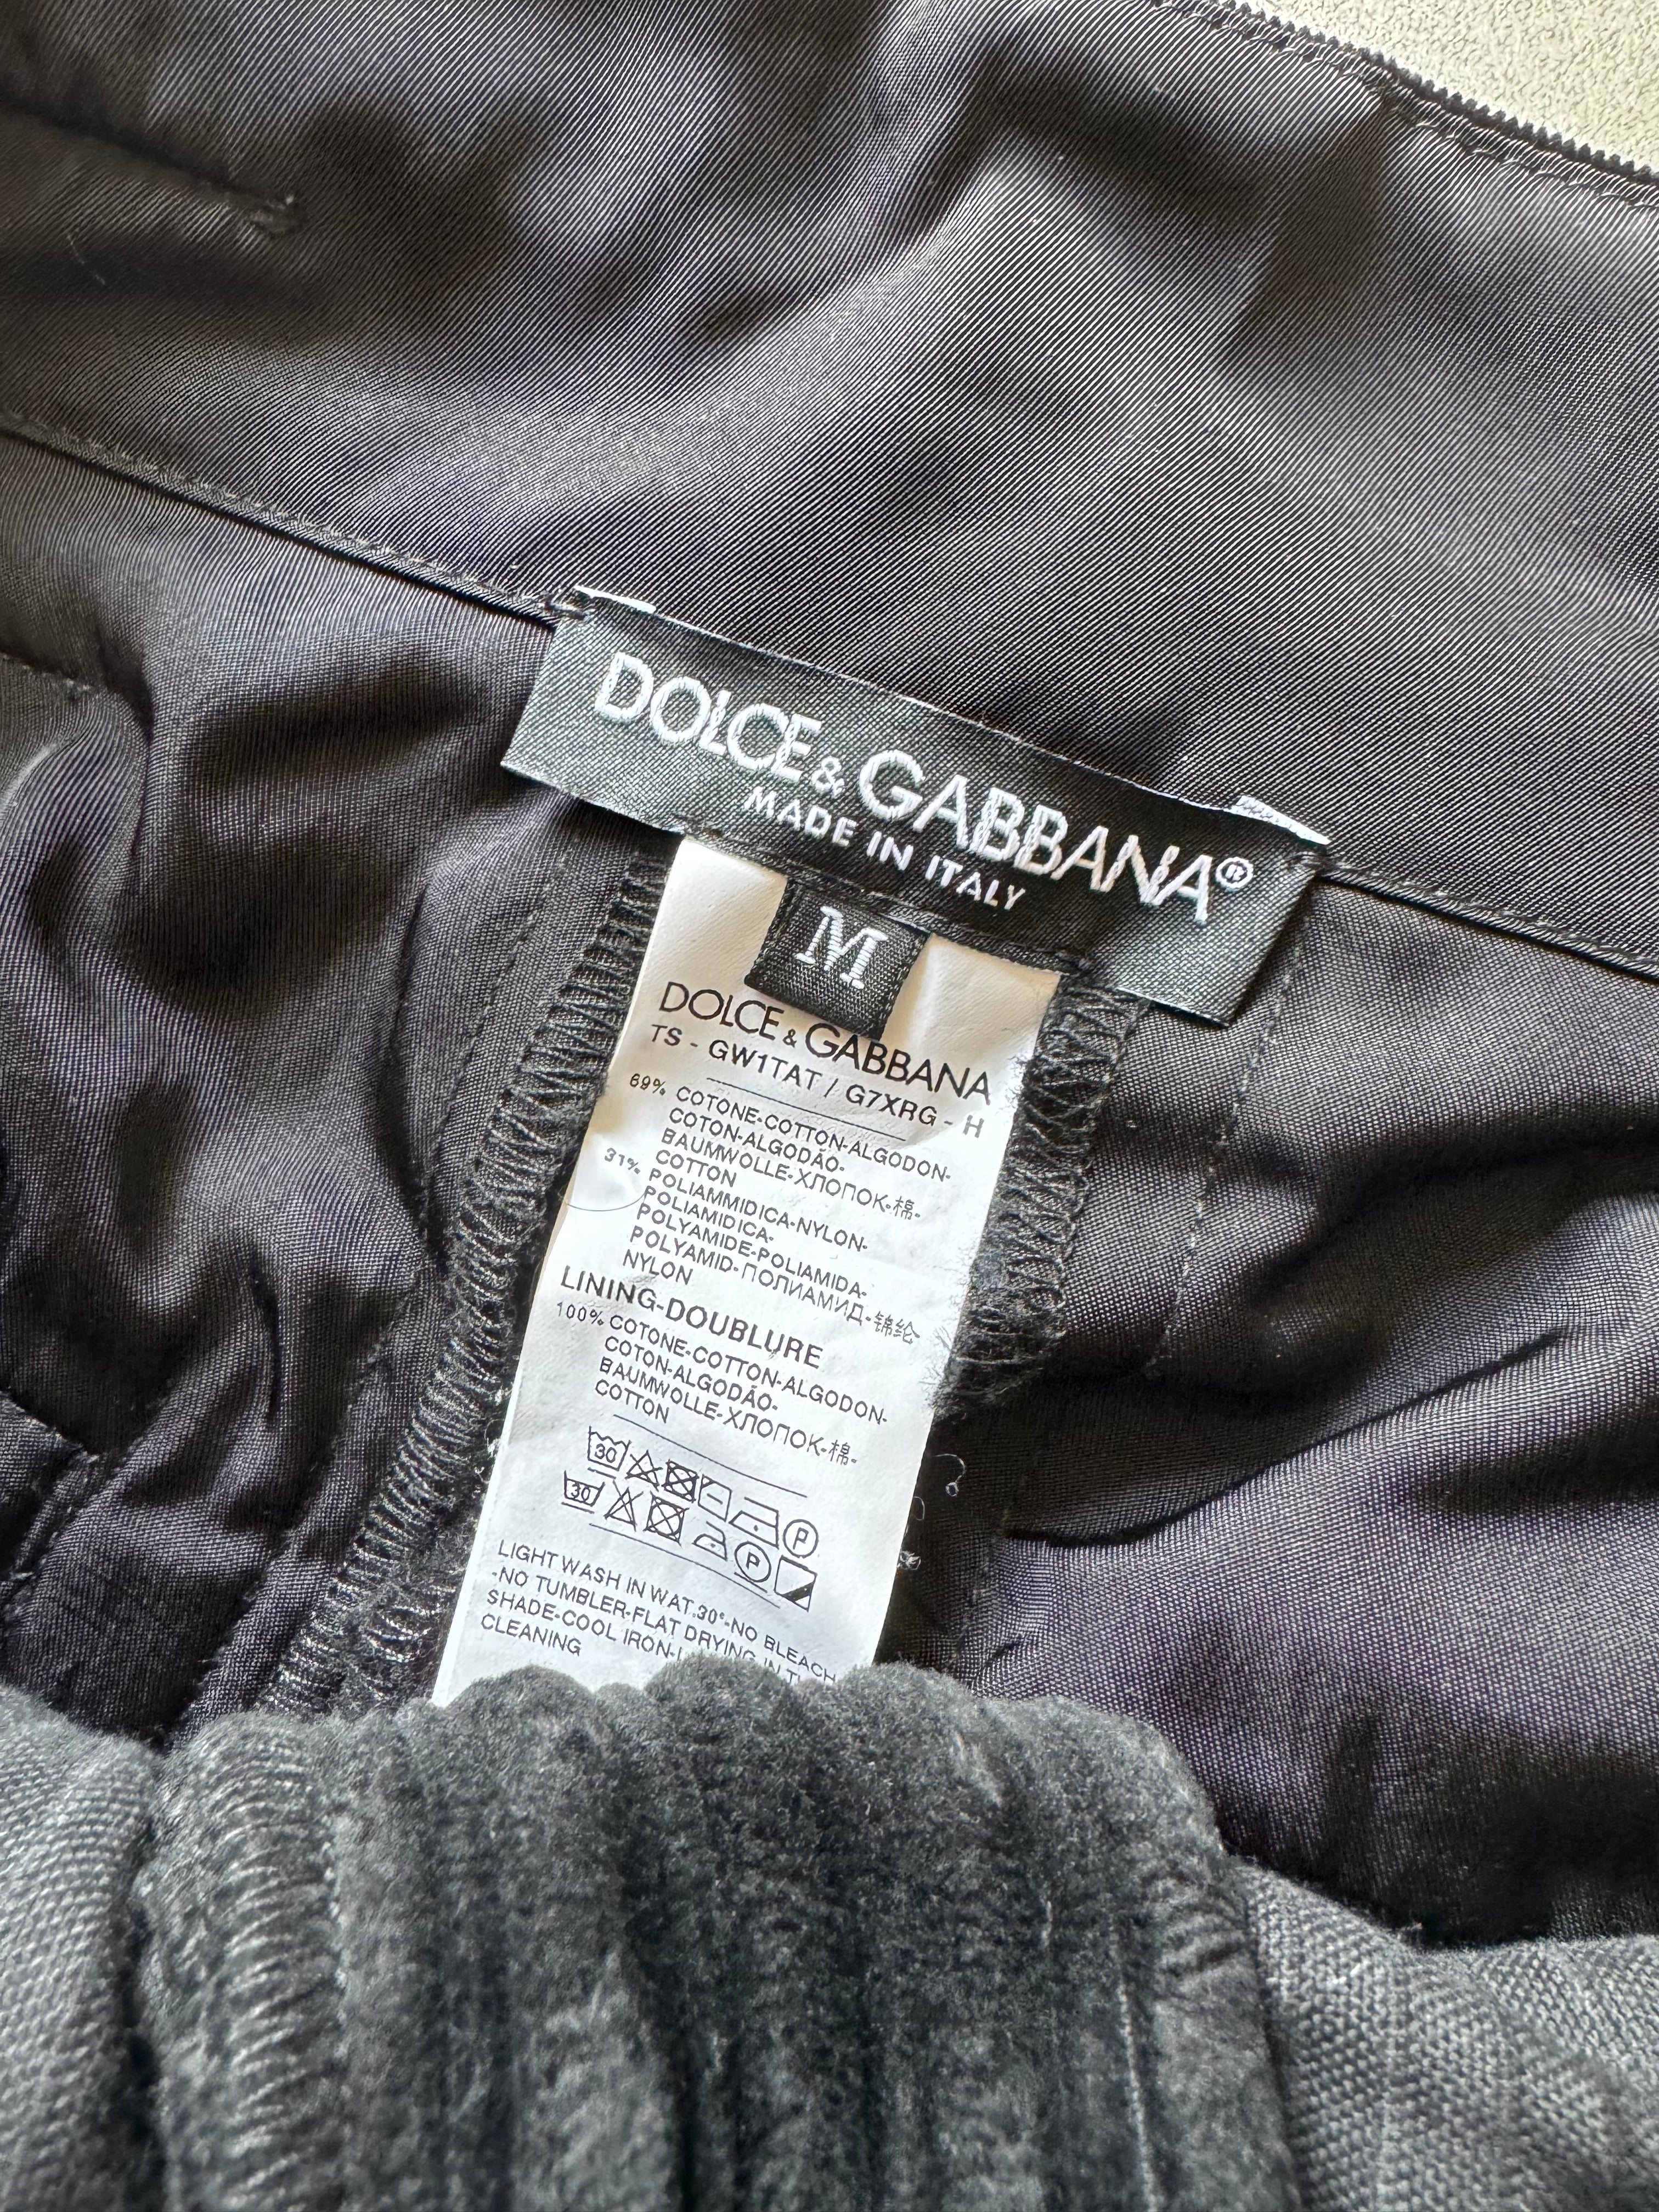 DOLCE & GABBANA®
MADE IN ITALY
M
DOLCE & GABBANA
TS - GW1TAT / G7XRG - H
69% COTONE-COTTON-ALGODON-
COTON-ALGODÃO-
BAUMWOLLE-ХЛОПОК-棉-
COTTON
31% POLIAMMIDICA-NYLON-
POLIAMIDICA-
POLYAMIDE-POLIAMIDA-
POLYAMID-ПОЛИАМИД-锦纶-
NYLON
LINING-DOUBLURE
100% COTONE-COTTON-ALGODON-
COTON-ALGODÃO-
BAUMWOLLE-ХЛОПОК-棉-
COTTON
30 P
30 P
LIGHT WASH IN WAT.30°-NO BLEACH
-NO TUMBLER-FLAT DRYING IN
SHADE-COOL IRON-
CLEANING